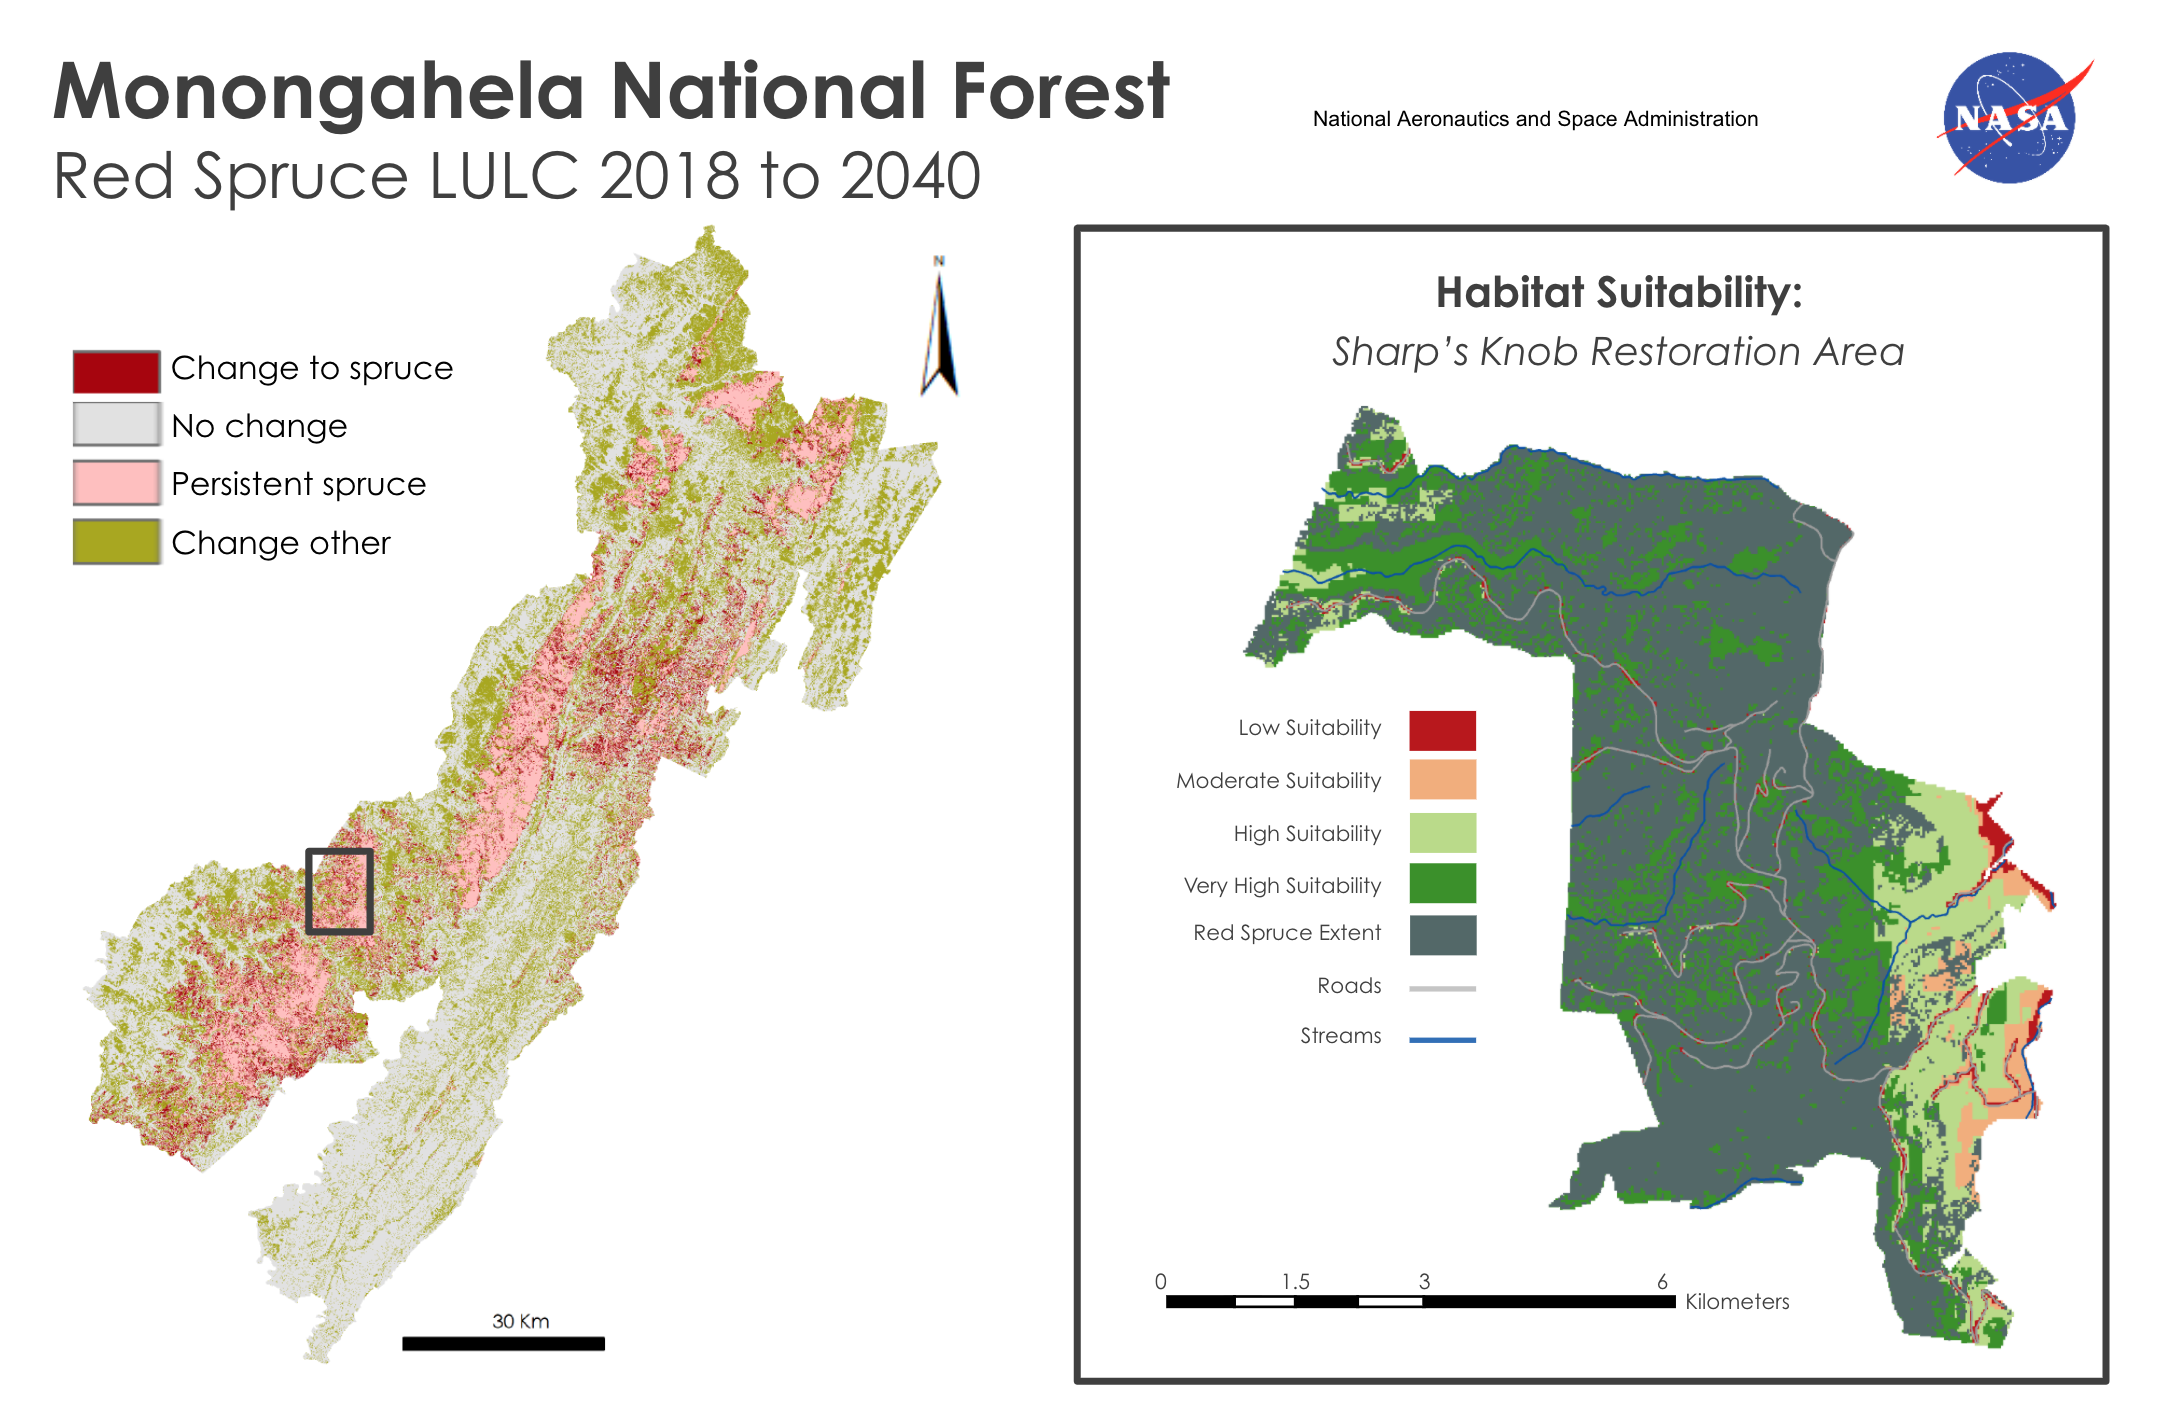 Monongahela National Forest
Red Spruce LULC 2018 to 2040
National Aeronautics and Space Administration
NASA
N
Change to spruce
No change
Persistent spruce
Change other
30 Km
Habitat Suitability:
Sharp’s Knob Restoration Area
Low Suitability
Moderate Suitability
High Suitability
Very High Suitability
Red Spruce Extent
Roads
Streams
0 1.5 3 6
Kilometers